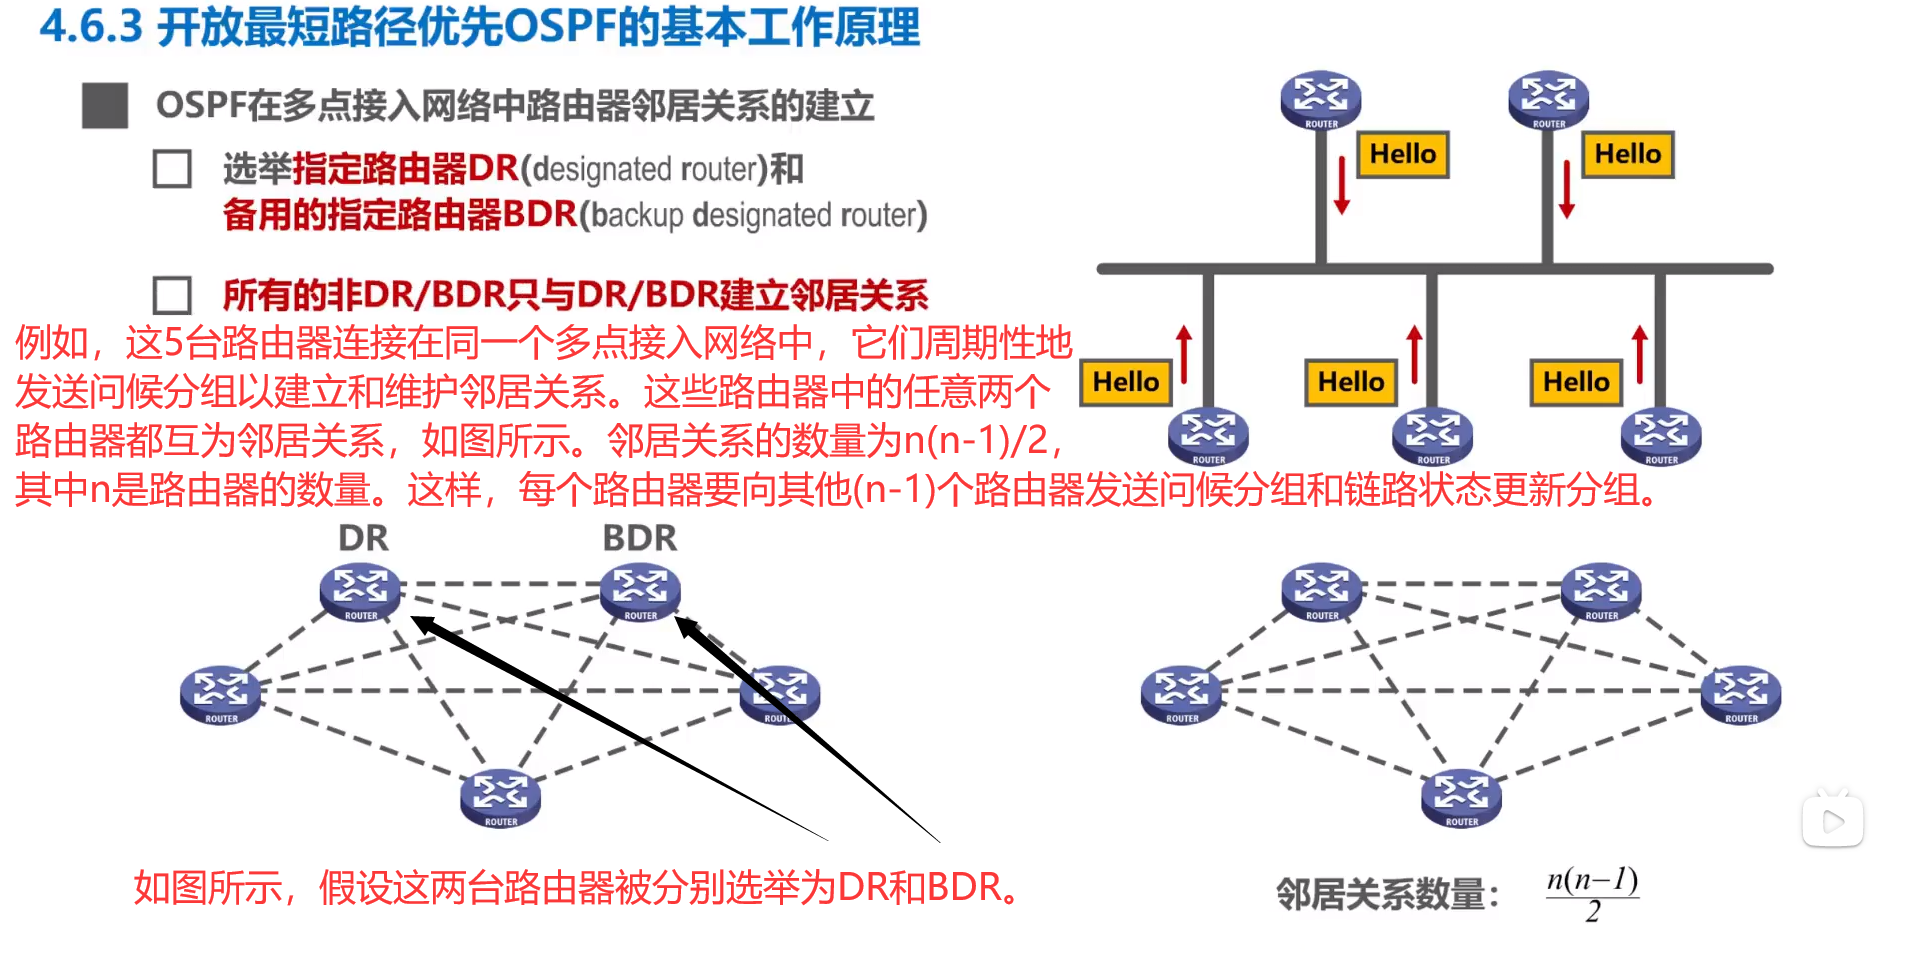 4.6.3 开放最短路径优先OSPF的基本工作原理
OSPF在多点接入网络中路由器邻居关系的建立
选举指定路由器DR(designated router)和
备用的指定路由器BDR(backup designated router)
所有的非DR/BDR只与DR/BDR建立邻居关系
例如，这5台路由器连接在同一个多点接入网络中，它们周期性地
发送问候分组以建立和维护邻居关系。这些路由器中的任意两个
路由器都互为邻居关系，如图所示。邻居关系的数量为n(n-1)/2，
其中n是路由器的数量。这样，每个路由器要向其他(n-1)个路由器发送问候分组和链路状态更新分组。
ROUTER
ROUTER
Hello
Hello
Hello
Hello
Hello
ROUTER
ROUTER
ROUTER
DR
BDR
ROUTER
ROUTER
ROUTER
ROUTER
ROUTER
如图所示，假设这两台路由器被分别选举为DR和BDR。
ROUTER
ROUTER
ROUTER
ROUTER
ROUTER
邻居关系数量： n(n-1)/2